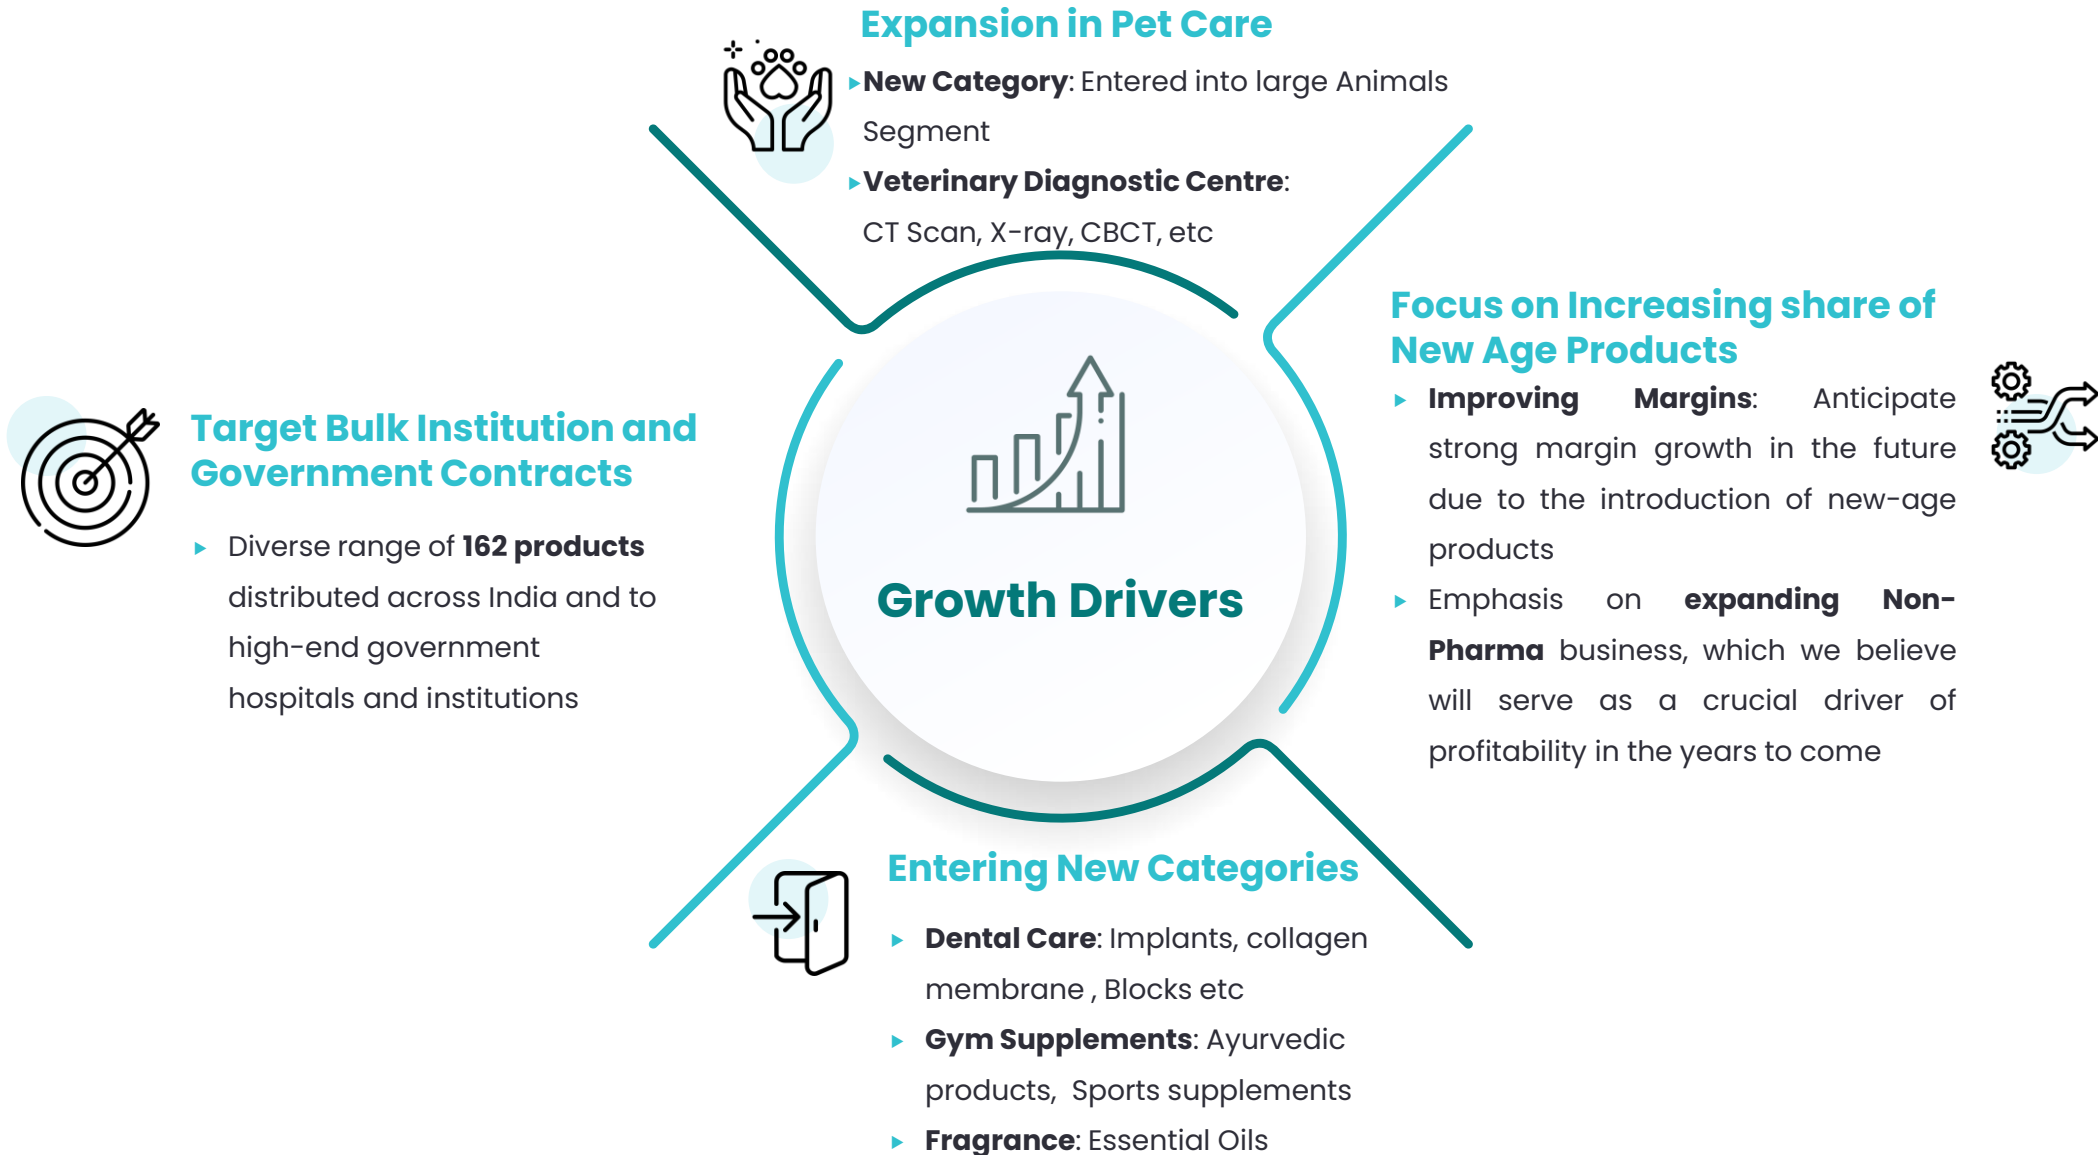 Expansion in Pet Care
New Category: Entered into large Animals
Segment
Veterinary Diagnostic Centre:
CT Scan, X-ray, CBCT, etc
Focus on Increasing share of
New Age Products
Improving Margins: Anticipate
strong margin growth in the future
due to the introduction of new-age
products
Emphasis on expanding Non-
Pharma business, which we believe
will serve as a crucial driver of
profitability in the years to come
Target Bulk Institution and
Government Contracts
Diverse range of 162 products
distributed across India and to
high-end government
hospitals and institutions
Growth Drivers
Entering New Categories
Dental Care: Implants, collagen
membrane , Blocks etc
Gym Supplements: Ayurvedic
products, Sports supplements
Fragrance: Essential Oils